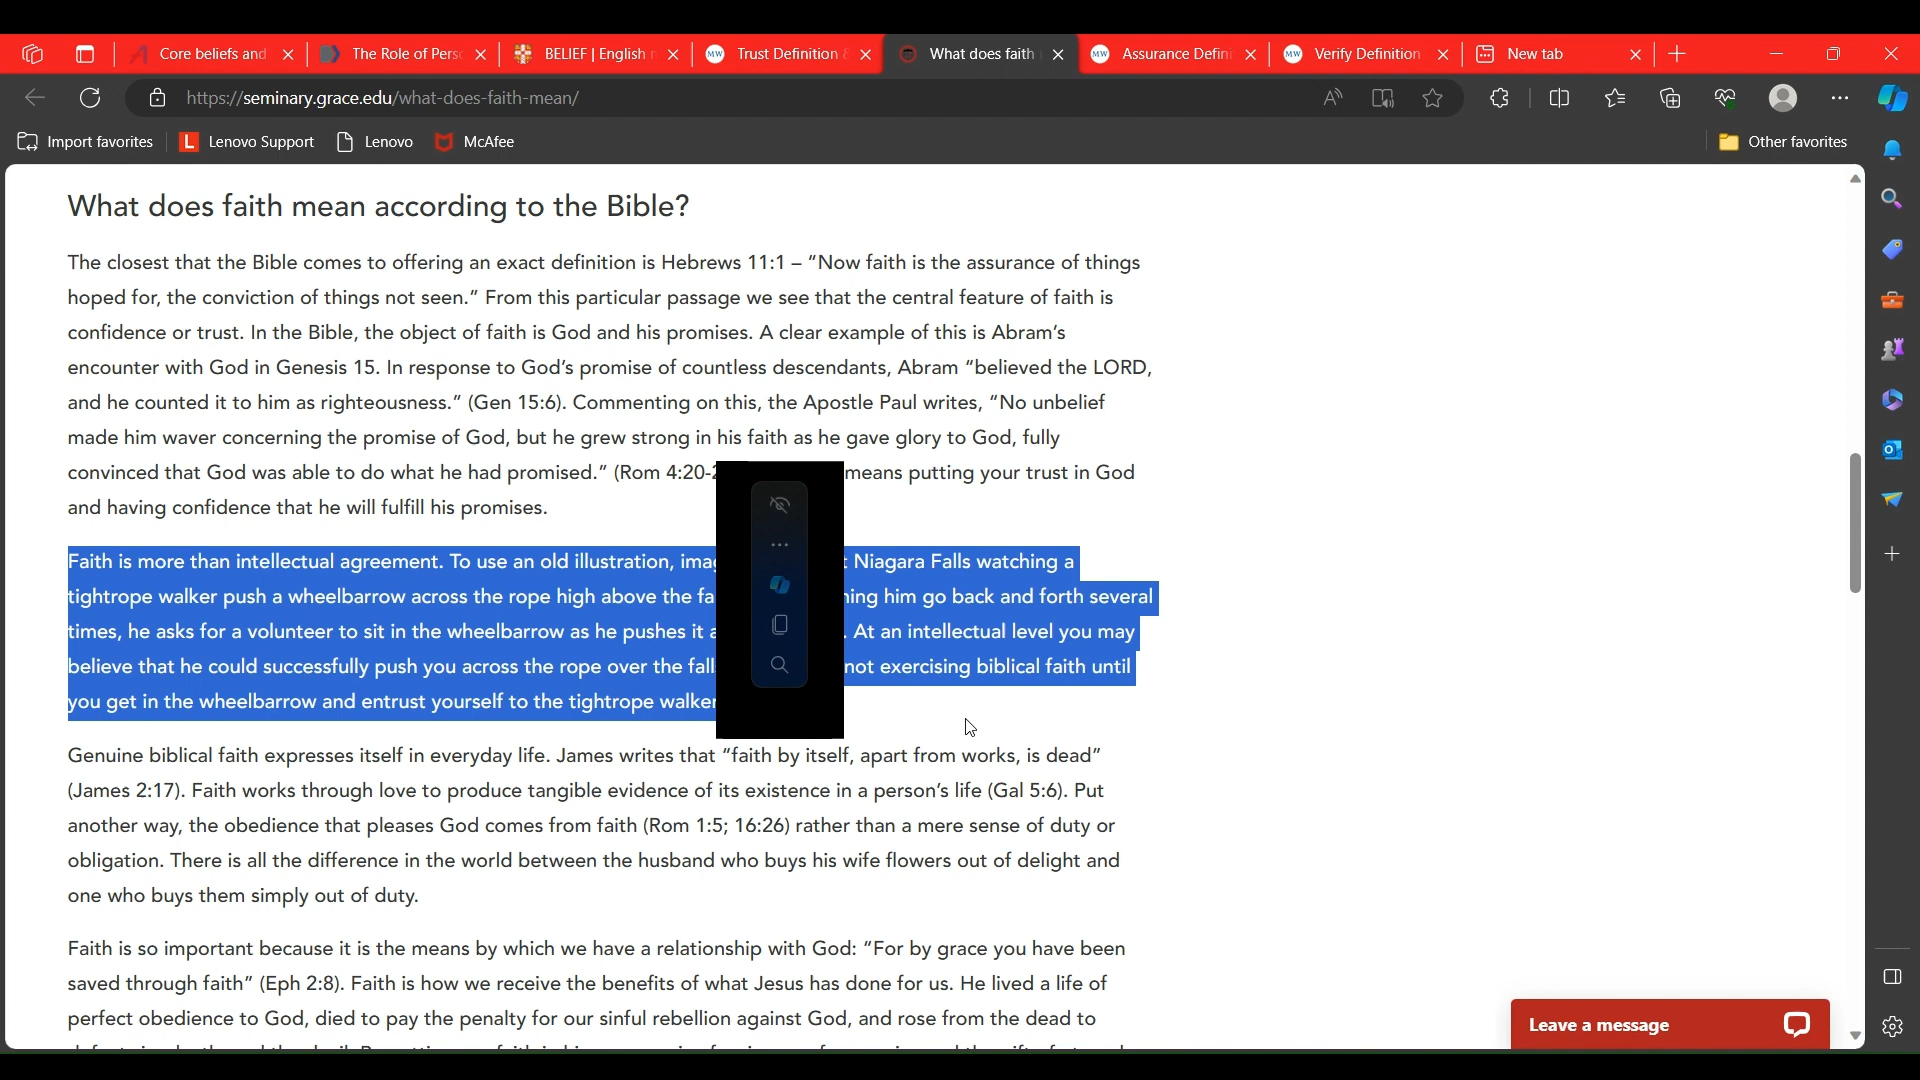 Core beliefs and
The Role of Pers
BELIEF | English
Trust Definition
What does faith
Assurance Defin
Verify Definition
New tab
https://seminary.grace.edu/what-does-faith-mean/
Import favorites
Lenovo Support
Lenovo
McAfee
Other favorites
What does faith mean according to the Bible?
The closest that the Bible comes to offering an exact definition is Hebrews 11:1 – “Now faith is the assurance of things
hoped for, the conviction of things not seen.” From this particular passage we see that the central feature of faith is
confidence or trust. In the Bible, the object of faith is God and his promises. A clear example of this is Abram’s
encounter with God in Genesis 15. In response to God’s promise of countless descendants, Abram “believed the LORD,
and he counted it to him as righteousness.” (Gen 15:6). Commenting on this, the Apostle Paul writes, “No unbelief
made him waver concerning the promise of God, but he grew strong in his faith as he gave glory to God, fully
convinced that God was able to do what he had promised.” (Rom 4:20- means putting your trust in God
and having confidence that he will fulfill his promises.
Faith is more than intellectual agreement. To use an old illustration, Niagara Falls watching a
tightrope walker push a wheelbarrow across the rope high above the him go back and forth several
times, he asks for a volunteer to sit in the wheelbarrow as he pushes it At an intellectual level you may
believe that he could successfully push you across the rope over the not exercising biblical faith until
you get in the wheelbarrow and entrust yourself to the tightrope walker
Genuine biblical faith expresses itself in everyday life. James writes that “faith by itself, apart from works, is dead”
(James 2:17). Faith works through love to produce tangible evidence of its existence in a person’s life (Gal 5:6). Put
another way, the obedience that pleases God comes from faith (Rom 1:5; 16:26) rather than a mere sense of duty or
obligation. There is all the difference in the world between the husband who buys his wife flowers out of delight and
one who buys them simply out of duty.
Faith is so important because it is the means by which we have a relationship with God: “For by grace you have been
saved through faith” (Eph 2:8). Faith is how we receive the benefits of what Jesus has done for us. He lived a life of
perfect obedience to God, died to pay the penalty for our sinful rebellion against God, and rose from the dead to
Leave a message